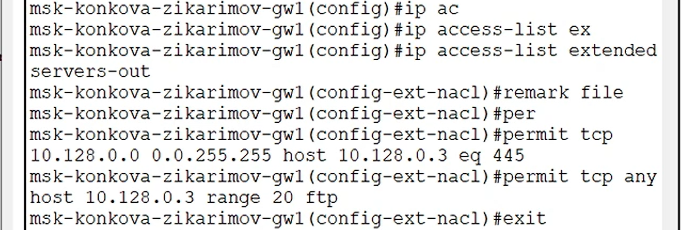 msk-konkova-zikarimov-gw1(config)#ip ac
msk-konkova-zikarimov-gw1(config)#ip access-list ex
msk-konkova-zikarimov-gw1(config)#ip access-list extended
servers-out
msk-konkova-zikarimov-gw1(config-ext-nacl)#remark file
msk-konkova-zikarimov-gw1(config-ext-nacl)#per
msk-konkova-zikarimov-gw1(config-ext-nacl)#permit tcp
10.128.0.0 0.0.255.255 host 10.128.0.3 eq 445
msk-konkova-zikarimov-gw1(config-ext-nacl)#permit tcp any
host 10.128.0.3 range 20 ftp
msk-konkova-zikarimov-gw1(config-ext-nacl)#exit